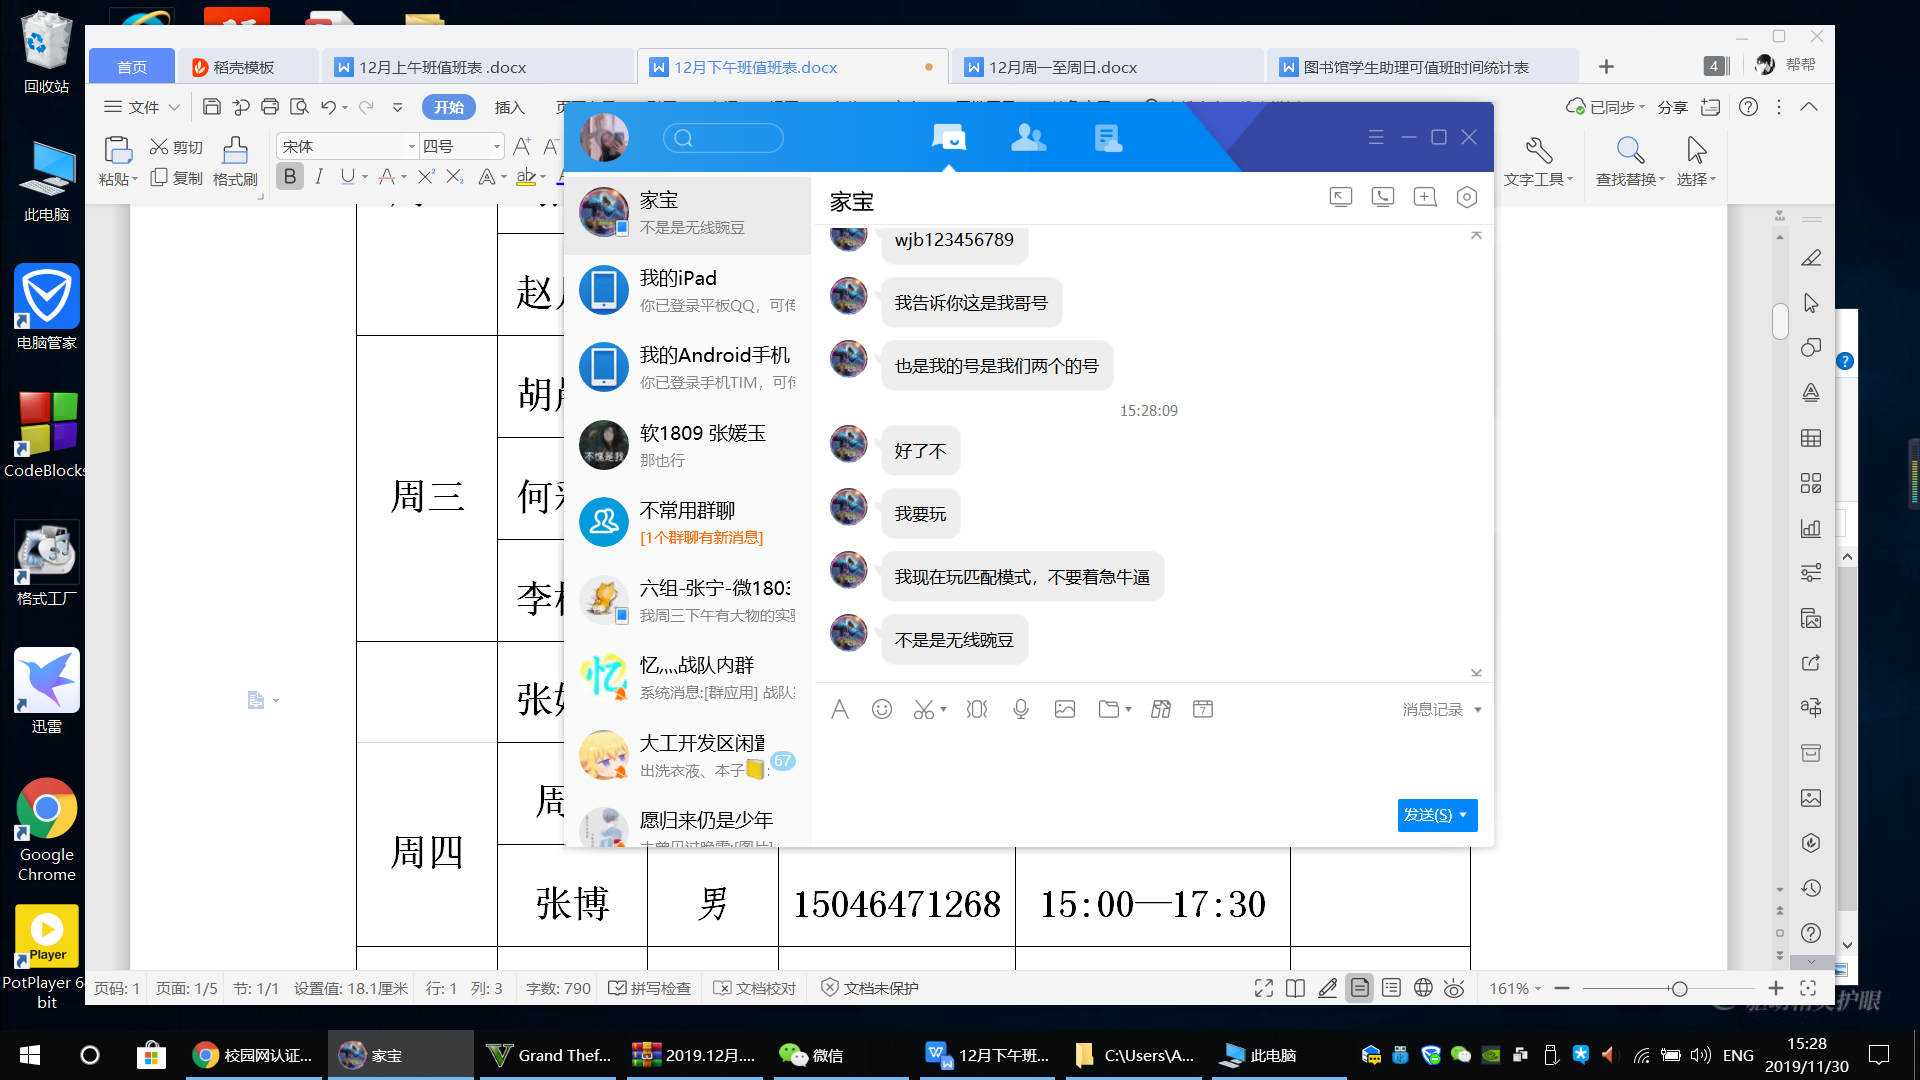 回收站
此电脑
电脑管家
CodeBlocks
格式工厂
迅雷
Google
Chrome
Player
PotPlayer 6
bit
首页
稻壳模板
12月上午班值班表 .docx
12月下午班值班表.docx
12月周一至周日.docx
图书馆学生助理可值班时间统计表
4
帮帮
文件
开始
插入
已同步
分享
粘贴
剪切
复制
格式刷
宋体
四号
文字工具
查找替换
选择
周三
张
周
周四
张博
男
15046471268
15:00—17:30
家宝
不是是无线豌豆
我的iPad
你已登录平板QQ，可传
我的Android手机
你已登录手机TIM，可传
软1809 张媛玉
那也行
不常用群聊
[1个群聊有新消息]
六组-张宁-微1803
我周三下午有大物的实验
忆灬战队内群
系统消息:[群应用] 战队
大工开发区闲置
出洗衣液、本子
67
愿归来仍是少年
家宝
wjb123456789
我告诉你这是我哥号
也是我的号是我们两个的号
15:28:09
好了不
我要玩
我现在玩匹配模式，不要着急牛逼
不是是无线豌豆
消息记录
发送(S)
页码: 1
页面: 1/5
节: 1/1
设置值: 18.1厘米
行: 1
列: 3
字数: 790
拼写检查
文档校对
文档未保护
161%
校园网认证...
家宝
Grand Thef...
2019.12月....
微信
12月下午班...
C:\Users\A...
此电脑
ENG
15:28
2019/11/30